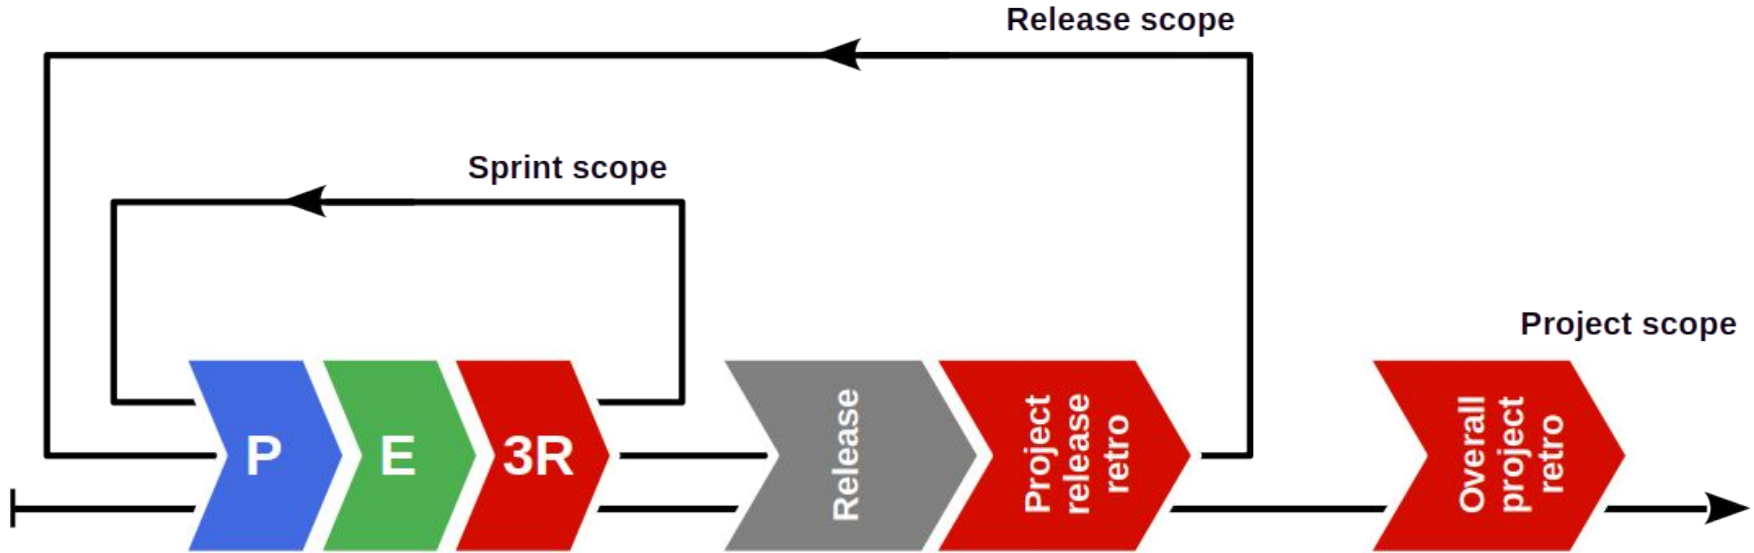 Release scope
Sprint scope
Project scope
P
E
3R
Release
Project
release
retro
Overall
project
retro